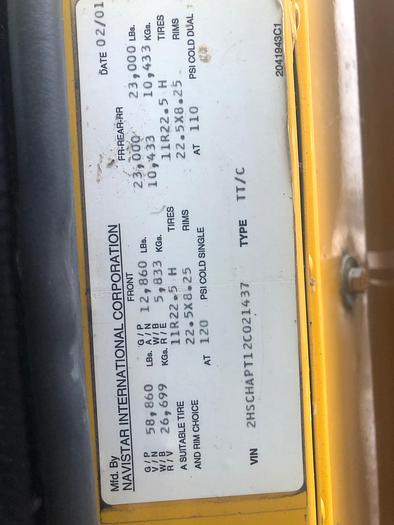 Mfd. By
NAVISTAR INTERNATIONAL CORPORATION
DATE 02/01
FRONT
FR-REAR-RR
G/P 58,860 LBS. G/P 12,860 LBS. 23,000 23,000 LBS.
V/N A/N
W/B 26,699 KGS. W/B 5,833 KGS. 10,433 10,433 KGS.
R/V R/E
A SUITABLE TIRE 11R22.5 H TIRES 11R22.5 H TIRES
AND RIM CHOICE 22.5X8.25 RIMS 22.5X8.25 RIMS
AT 120 PSI COLD SINGLE AT 110 PSI COLD DUAL
VIN 2HSCHAPT12C021437 TYPE TT/C
2041943C1